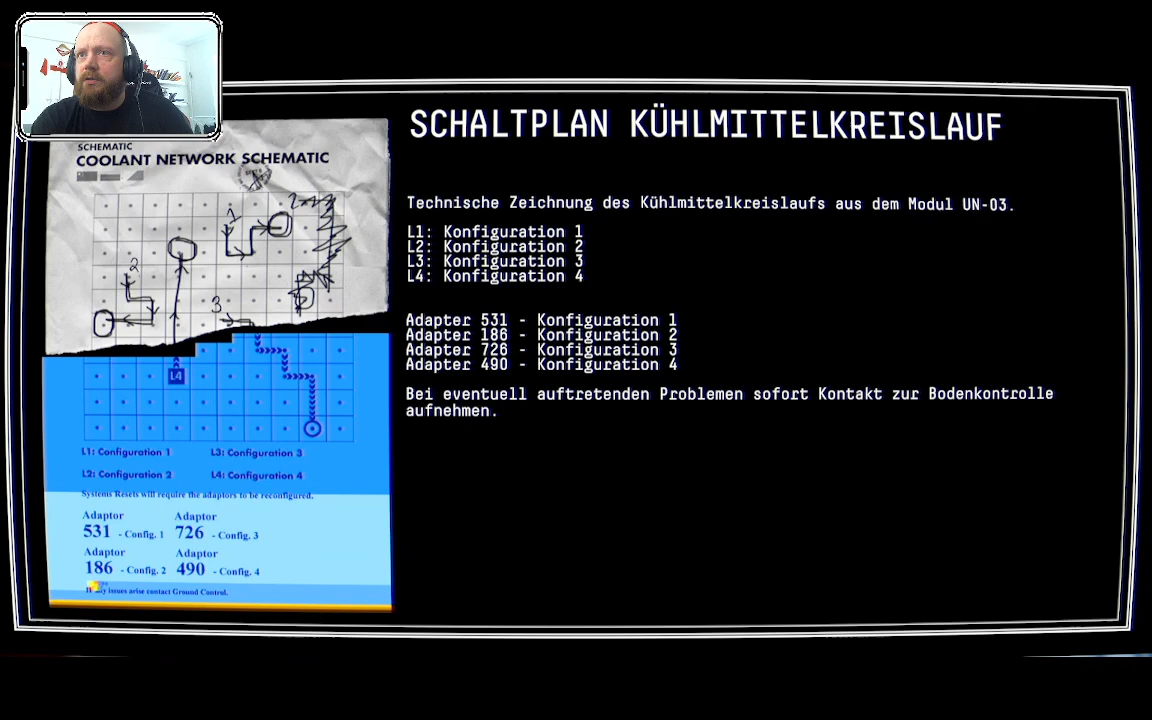 SCHEMATIC
COOLANT NETWORK SCHEMATIC
1
2
2
3
L4
L1: Configuration 1
L3: Configuration 3
L2: Configuration 2
L4: Configuration 4
Systems Resets will require the adaptors to be reconfigured.
Adaptor
531 - Config. 1
Adaptor
726 - Config. 3
Adaptor
186 - Config. 2
Adaptor
490 - Config. 4
issues arise contact Ground Control.
SCHALTPLAN KÜHLMITTELKREISLAUF
Technische Zeichnung des Kühlmittelkreislaufs aus dem Modul UN-03.
L1: Konfiguration 1
L2: Konfiguration 2
L3: Konfiguration 3
L4: Konfiguration 4
Adapter 531 - Konfiguration 1
Adapter 186 - Konfiguration 2
Adapter 726 - Konfiguration 3
Adapter 490 - Konfiguration 4
Bei eventuell auftretenden Problemen sofort Kontakt zur Bodenkontrolle
aufnehmen.